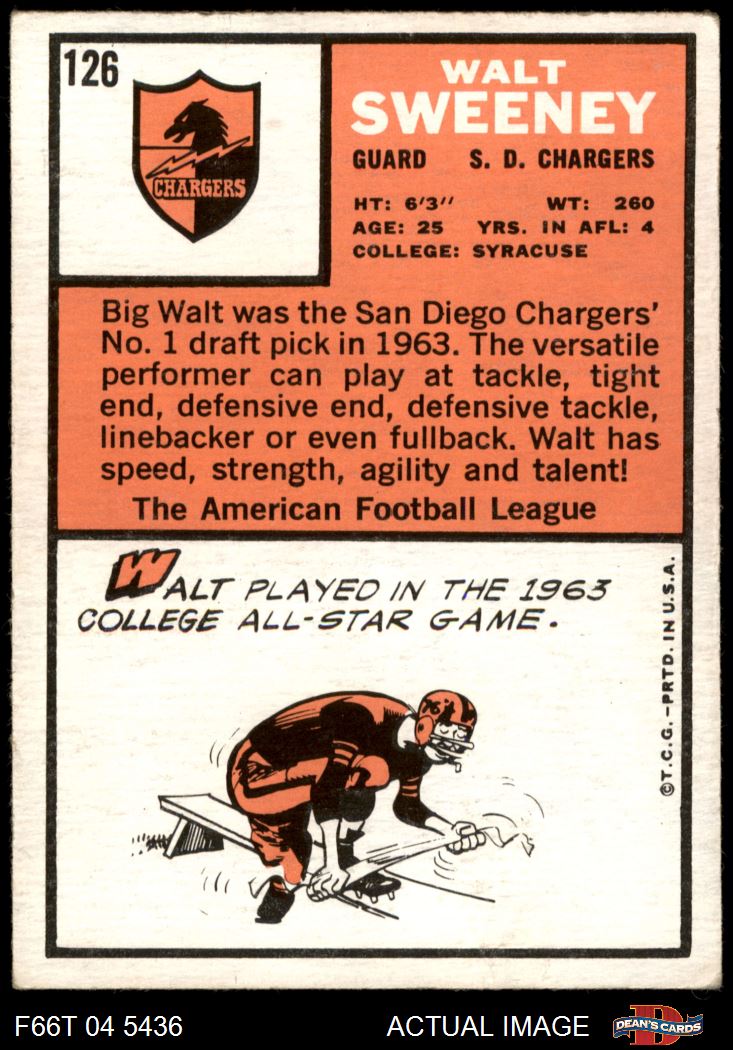 126
CHARGERS
WALT
SWEENEY
GUARD S. D. CHARGERS
HT: 6'3" WT: 260
AGE: 25 YRS. IN AFL: 4
COLLEGE: SYRACUSE
Big Walt was the San Diego Chargers'
No. 1 draft pick in 1963. The versatile
performer can play at tackle, tight
end, defensive end, defensive tackle,
linebacker or even fullback. Walt has
speed, strength, agility and talent!
The American Football League
WALT PLAYED IN THE 1963
COLLEGE ALL-STAR GAME.
76
©T.C.G.-PRTD. IN U.S.A.
F66T 04 5436 ACTUAL IMAGE
D
DEAN'S CARDS